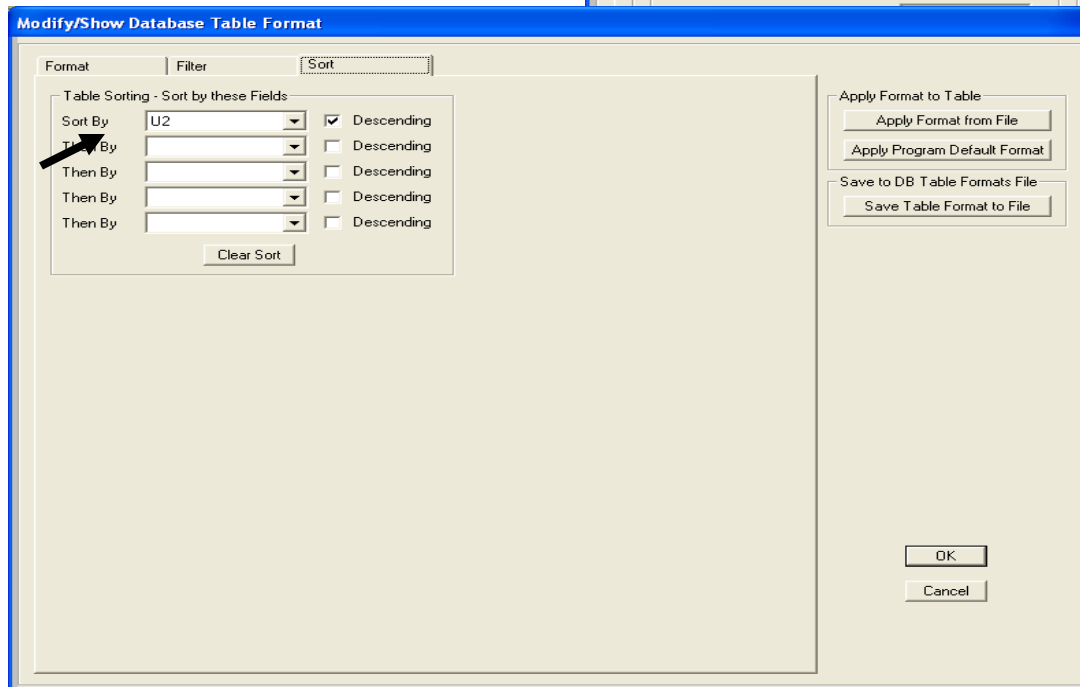 Modify/Show Database Table Format
Format Filter Sort
Table Sorting - Sort by these Fields
Sort By U2 Descending
Then By Descending
Then By Descending
Then By Descending
Then By Descending
Clear Sort
Apply Format to Table
Apply Format from File
Apply Program Default Format
Save to DB Table Formats File
Save Table Format to File
OK
Cancel